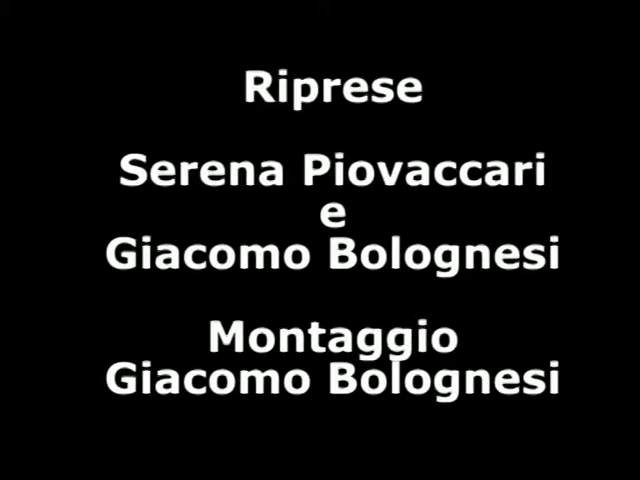 Riprese
Serena Piovaccari
e
Giacomo Bolognesi
Montaggio
Giacomo Bolognesi